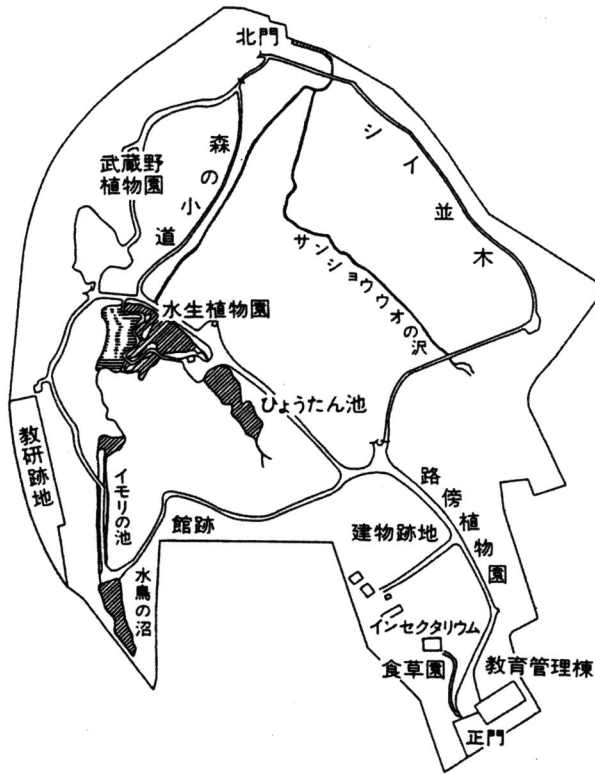 北門
シイ並木
森の小道
武蔵野
植物園
サンショウウオの沢
水生植物園
ひょうたん池
教研跡地
イモリの池
路傍植物園
館跡
建物跡地
水鳥の沼
インセクタリウム
食草園
教育管理棟
正門